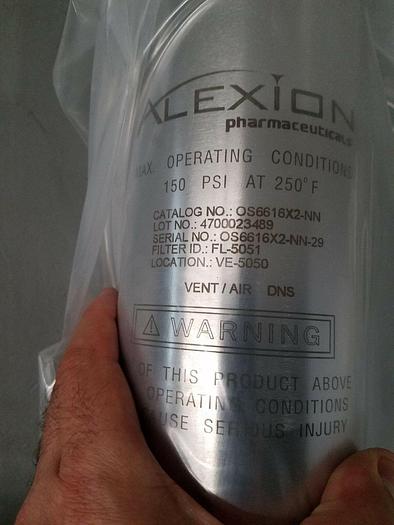 ALEXION
pharmaceuticals
MAX. OPERATING CONDITIONS
150 PSI AT 250°F
CATALOG NO.: OS6616X2-NN
LOT NO.: 4700023489
SERIAL NO.: OS6616X2-NN-29
FILTER ID.: FL-5051
LOCATION.: VE-5050
VENT / AIR DNS
WARNING
OF THIS PRODUCT ABOVE
OPERATING CONDITIONS
CAUSE SERIOUS INJURY